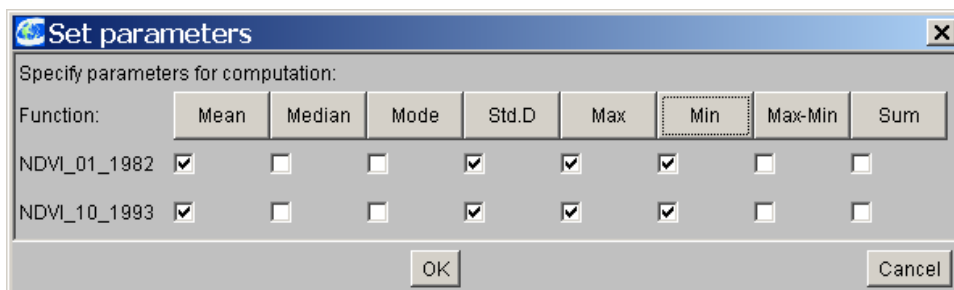 Set parameters
Specify parameters for computation:
Function: Mean Median Mode Std.D Max Min Max-Min Sum
NDVI_01_1982
NDVI_10_1993
OK Cancel